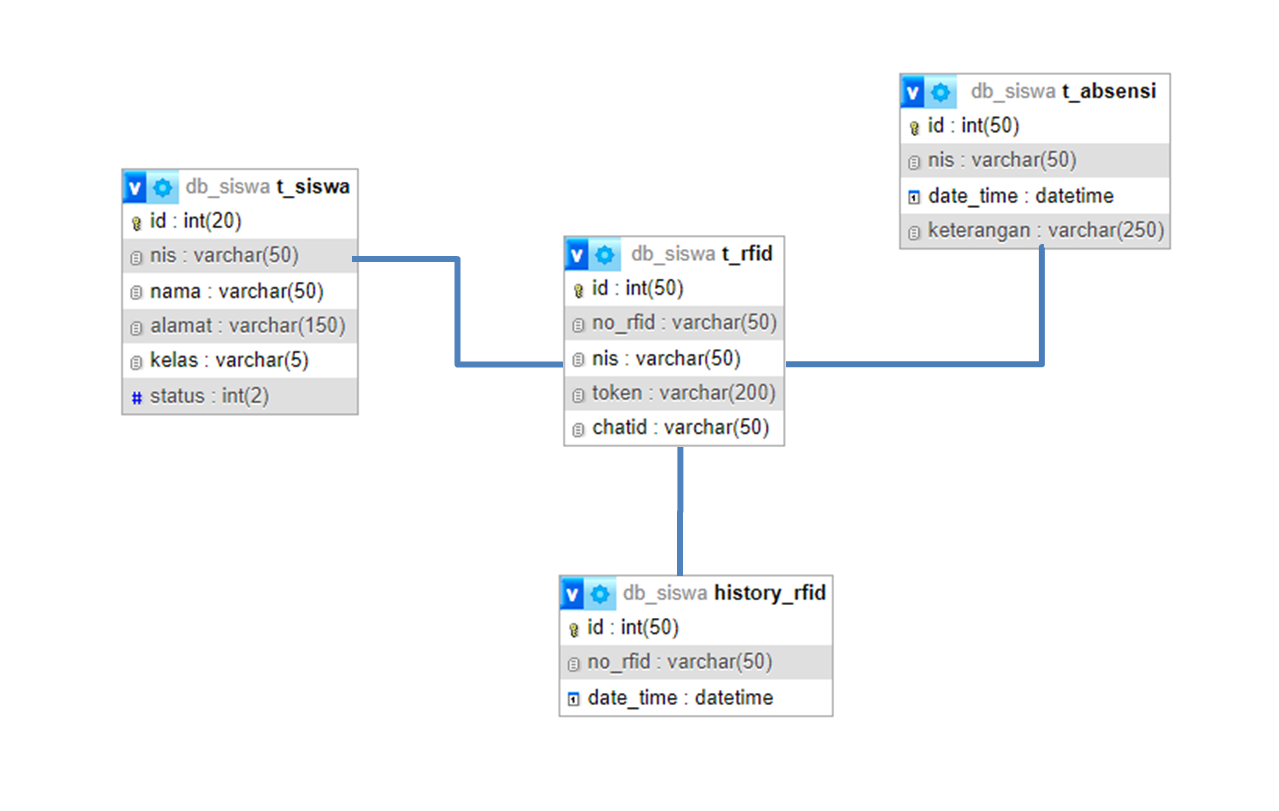 db_siswa t_siswa
id : int(20)
nis : varchar(50)
nama : varchar(50)
alamat : varchar(150)
kelas : varchar(5)
# status : int(2)
db_siswa t_rfid
id : int(50)
no_rfid : varchar(50)
nis : varchar(50)
token : varchar(200)
chatid : varchar(50)
db_siswa t_absensi
id : int(50)
nis : varchar(50)
date_time : datetime
keterangan : varchar(250)
db_siswa history_rfid
id : int(50)
no_rfid : varchar(50)
date_time : datetime